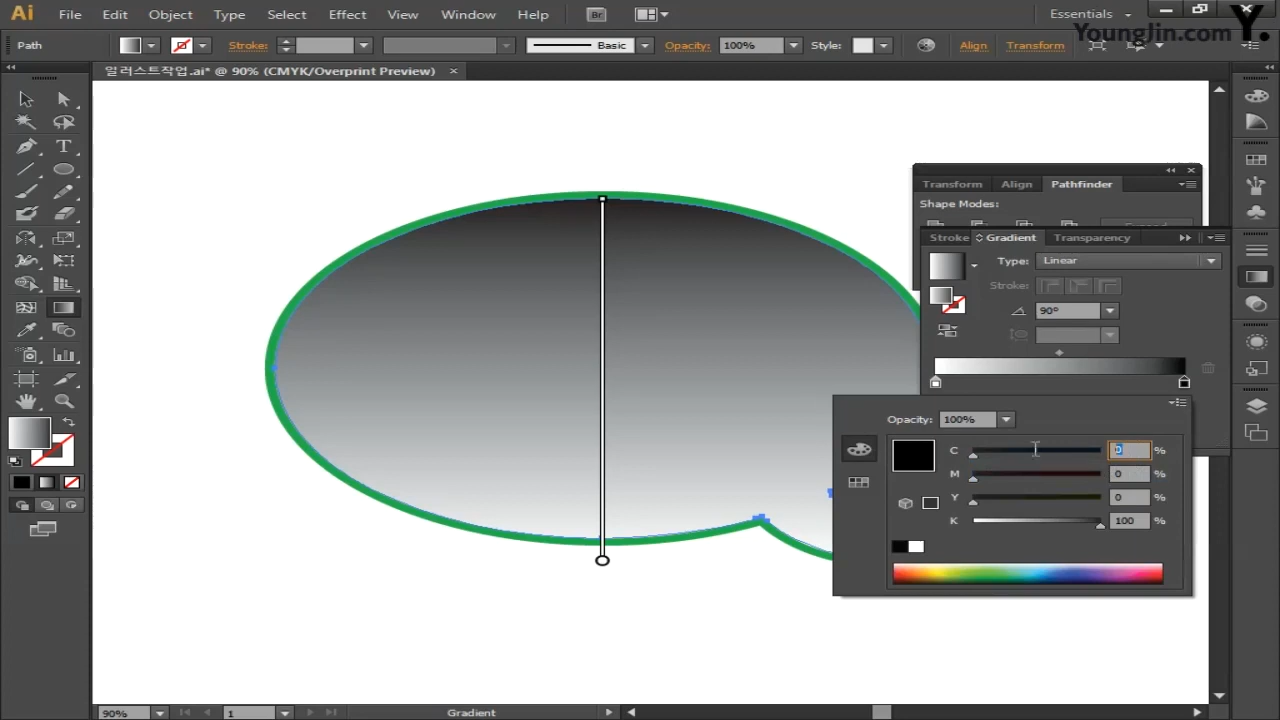 Ai File Edit Object Type Select Effect View Window Help Br Essentials
YoungJin.com Y.
Path Stroke: Basic Opacity: 100% Style: Align Transform
일러스트작업.ai* @ 90% (CMYK/Overprint Preview) ×
Transform Align Pathfinder
Shape Modes:
Stroke Gradient Transparency
Type: Linear
Stroke:
90°
Opacity: 100%
C 0 %
M 0 %
Y 0 %
K 100 %
90% 1 Gradient